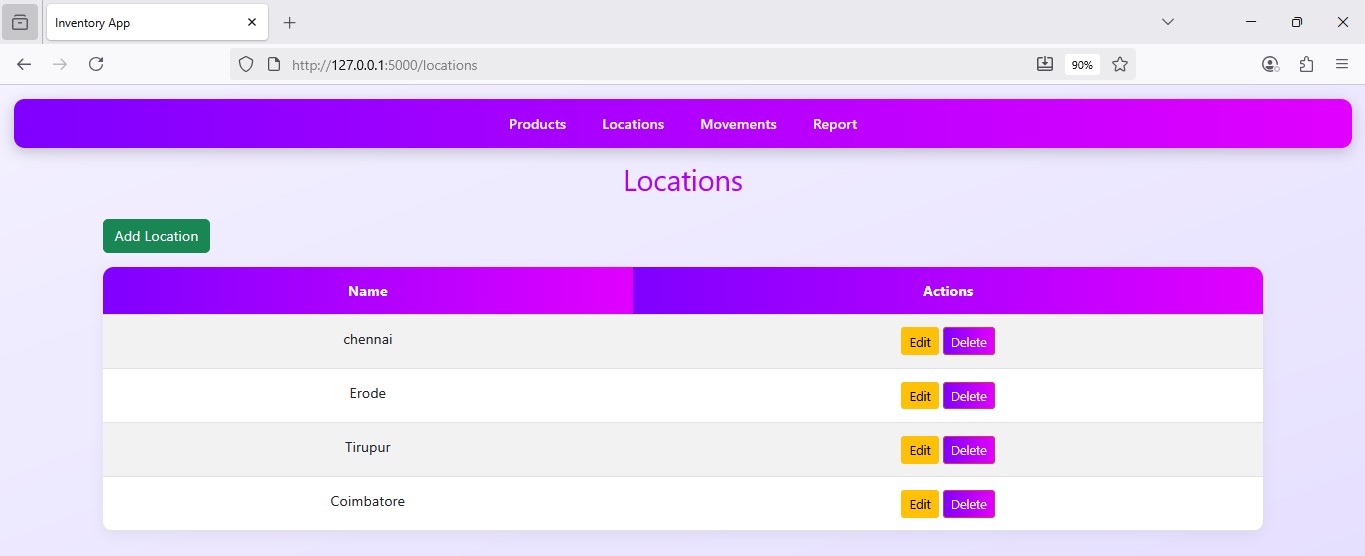 Inventory App
http://127.0.0.1:5000/locations
90%
Products Locations Movements Report
Locations
Add Location
Name Actions
chennai Edit Delete
Erode Edit Delete
Tirupur Edit Delete
Coimbatore Edit Delete